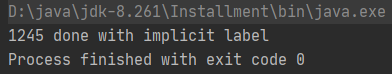 D:\java\jdk-8.261\Installment\bin\java.exe
1245 done with implicit label
Process finished with exit code 0